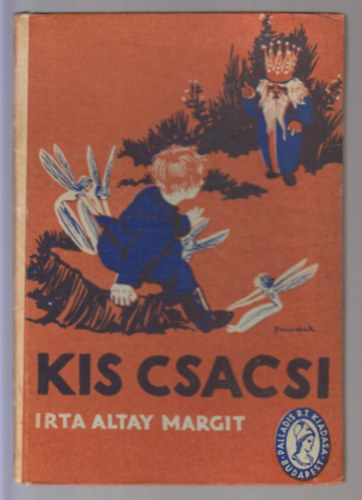 KIS CSACSI
IRTA ALTAY MARGIT
PALLADIS R.T. KIADÁSA
BUDAPEST